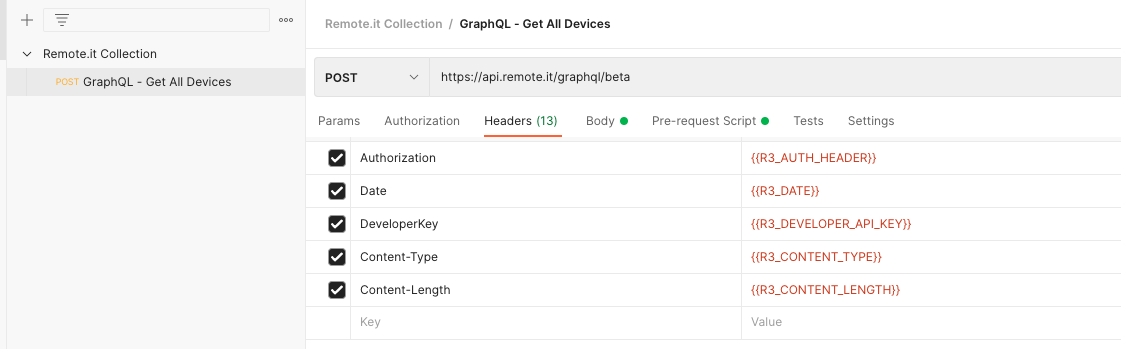 Remote.it Collection / GraphQL - Get All Devices
Remote.it Collection
POST GraphQL - Get All Devices
POST https://api.remote.it/graphql/beta
Params Authorization Headers (13) Body Pre-request Script Tests Settings
Authorization {{R3_AUTH_HEADER}}
Date {{R3_DATE}}
DeveloperKey {{R3_DEVELOPER_API_KEY}}
Content-Type {{R3_CONTENT_TYPE}}
Content-Length {{R3_CONTENT_LENGTH}}
Key Value